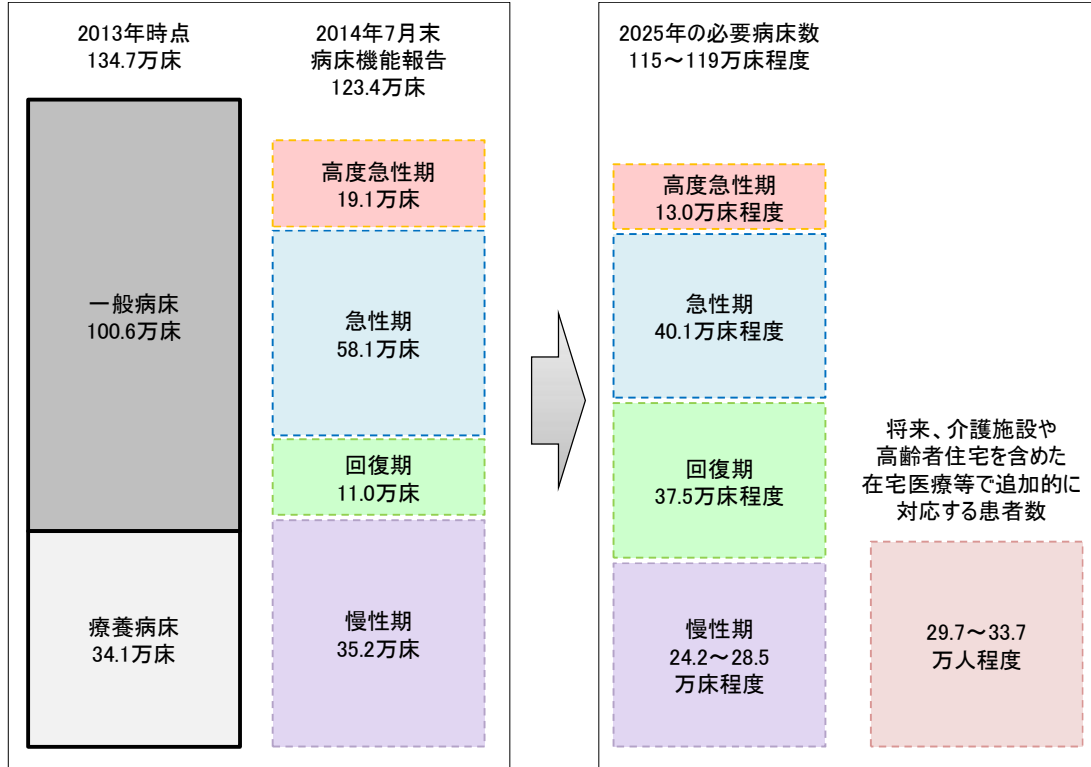 2013年時点
134.7万床
一般病床
100.6万床
療養病床
34.1万床
2014年7月末
病床機能報告
123.4万床
高度急性期
19.1万床
急性期
58.1万床
回復期
11.0万床
慢性期
35.2万床
2025年の必要病床数
115～119万床程度
高度急性期
13.0万床程度
急性期
40.1万床程度
回復期
37.5万床程度
慢性期
24.2～28.5
万床程度
将来、介護施設や
高齢者住宅を含めた
在宅医療等で追加的に
対応する患者数
29.7～33.7
万人程度